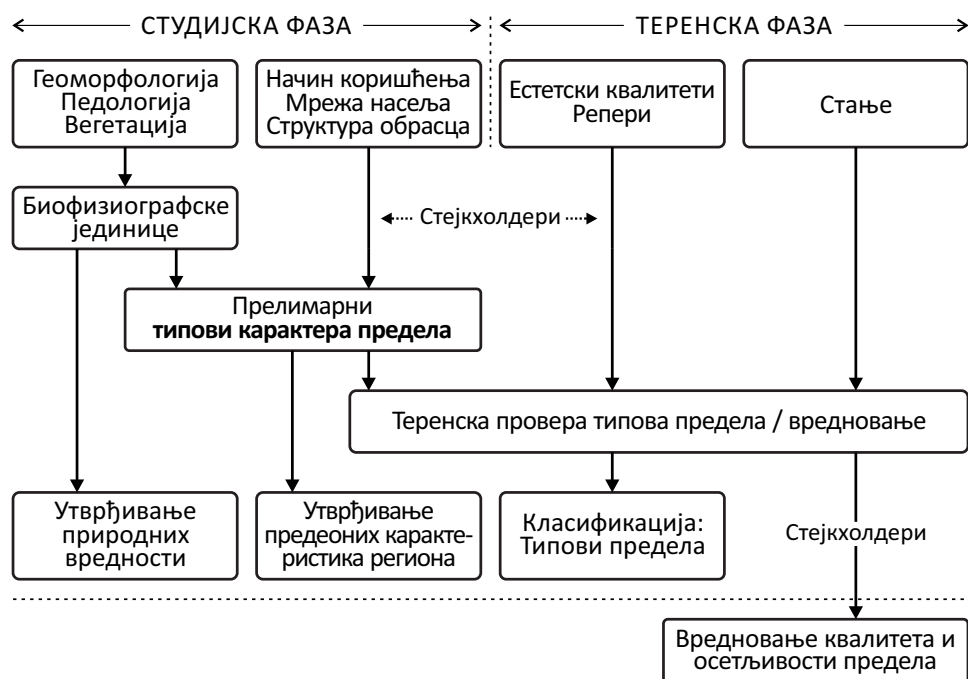 СТУДИЈСКА ФАЗА
ТЕРЕНСКА ФАЗА
Геоморфологија
Педологија
Вегетација
Начин коришћења
Мрежа насеља
Структура обрасца
Естетски квалитети
Репери
Стање
Биофизиографске
јединице
Стејкхолдери
Прелимарни
типови карактера предела
Теренска провера типова предела / вредновање
Утврђивање
природних
вредности
Утврђивање
предеоних каракте-
ристика региона
Класификација:
Типови предела
Стејкхолдери
Вредновање квалитета и
осетљивости предела